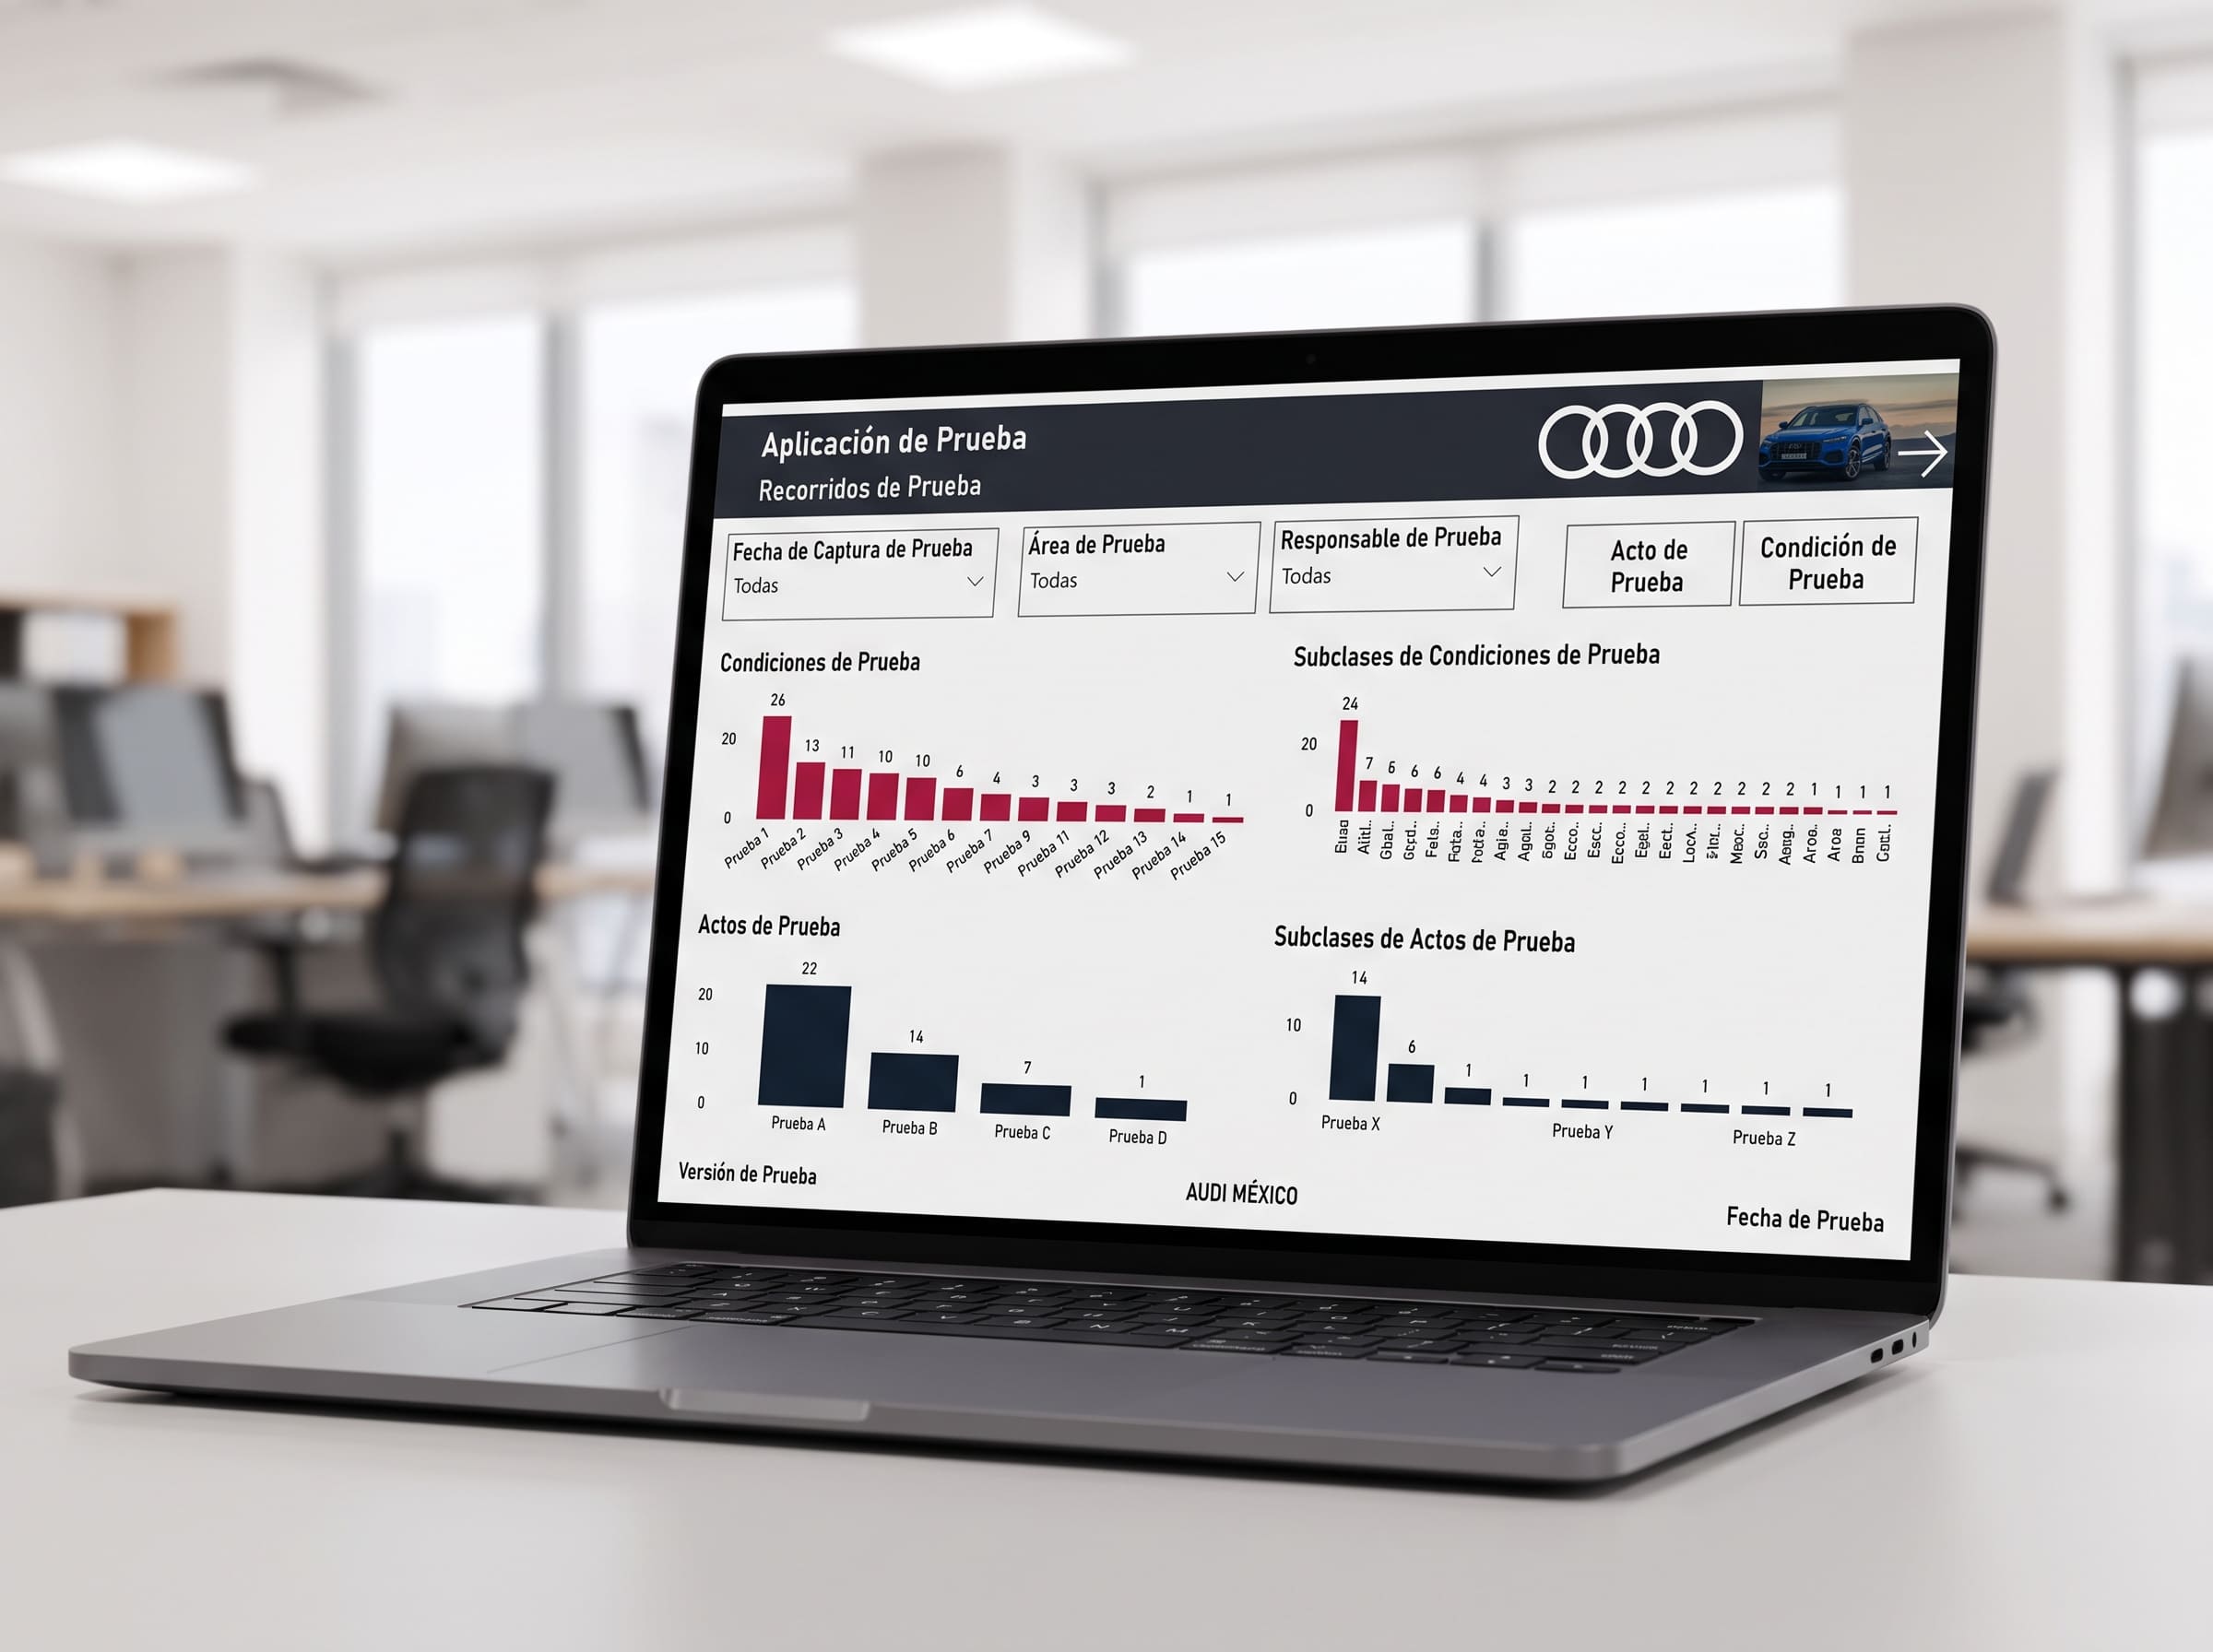 Aplicación de Prueba
Recorridos de Prueba
Fecha de Captura de Prueba
Todas
Área de Prueba
Todas
Responsable de Prueba
Todas
Acto de
Prueba
Condición de
Prueba
Condiciones de Prueba
26 13 11 10 10 6 4 3 3 3 2 1 1
20
0
Prueba 1 Prueba 2 Prueba 3 Prueba 4 Prueba 5 Prueba 6 Prueba 7 Prueba 9 Prueba 11 Prueba 12 Prueba 13 Prueba 14 Prueba 15
Subclases de Condiciones de Prueba
24 7 6 6 6 4 4 3 3 2 2 2 2 2 2 2 2 2 2 2 1 1 1 1
20
0
Actos de Prueba
22 14 7 1
20
10
0
Prueba A Prueba B Prueba C Prueba D
Subclases de Actos de Prueba
14 6 1 1 1 1 1 1 1
10
0
Prueba X Prueba Y Prueba Z
Versión de Prueba
AUDI MÉXICO
Fecha de Prueba